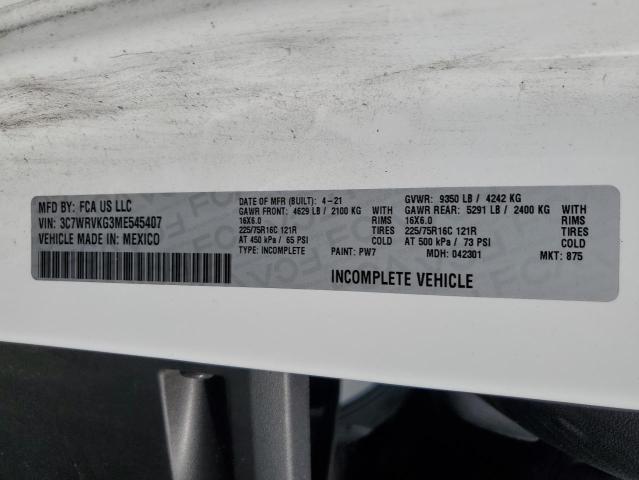 MFD BY: FCA US LLC
VIN: 3C7WRVKG3ME545407
VEHICLE MADE IN: MEXICO
DATE OF MFR (BUILT): 4-21
GAWR FRONT: 4629 LB / 2100 KG WITH
16X6.0 RIMS
225/75R16C 121R TIRES
AT 450 kPa / 65 PSI COLD
TYPE: INCOMPLETE PAINT: PW7
GVWR: 9350 LB / 4242 KG
GAWR REAR: 5291 LB / 2400 KG WITH
16X6.0 RIMS
225/75R16C 121R TIRES
AT 500 kPa / 73 PSI COLD
MDH: 042301 MKT: 875
INCOMPLETE VEHICLE